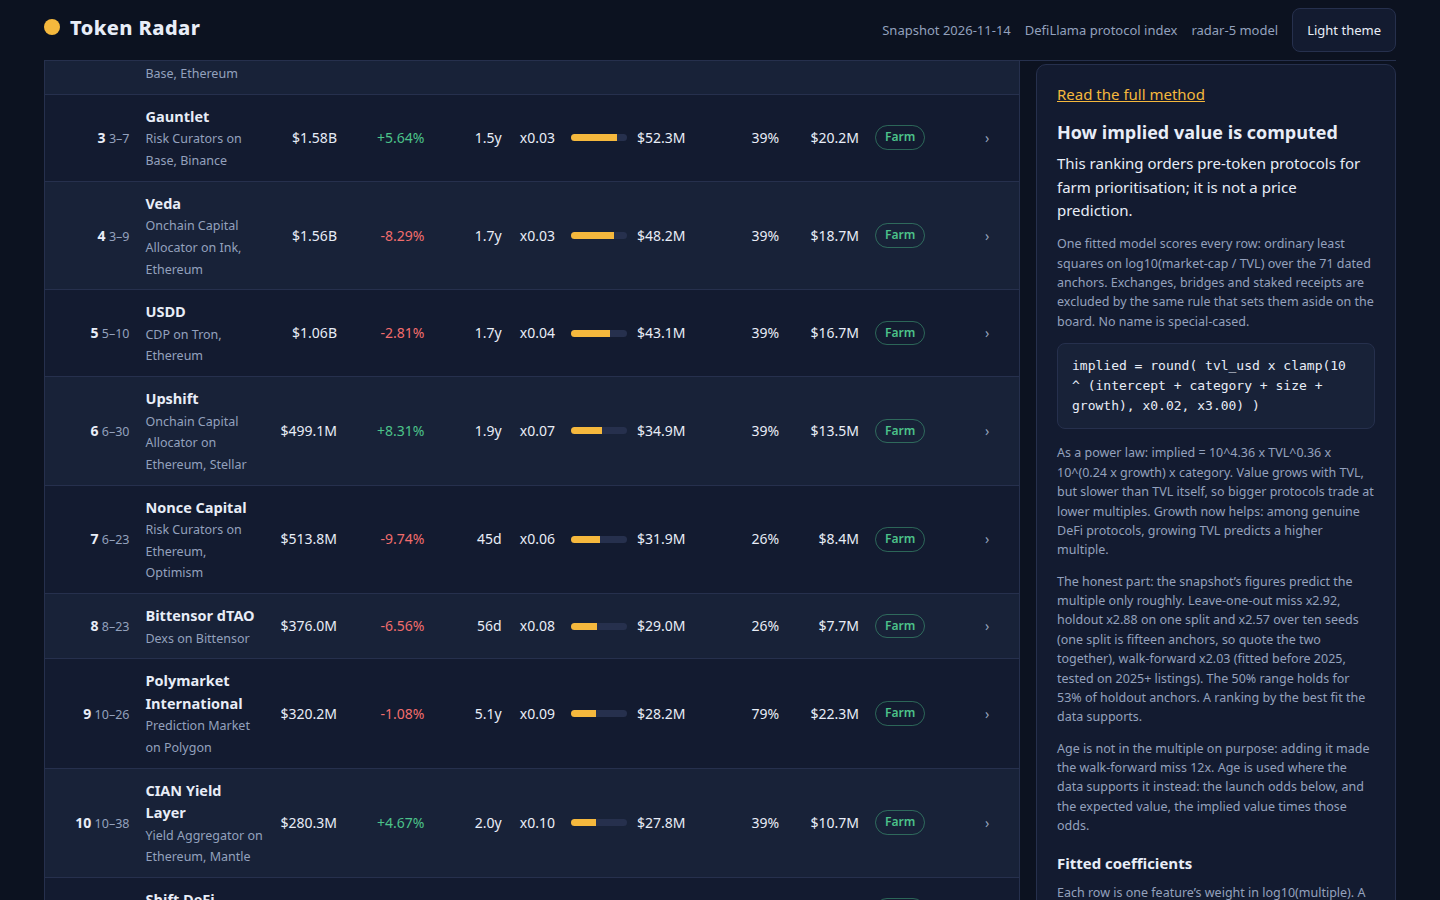 Token Radar
Snapshot 2026-11-14 DefiLlama protocol index radar-5 model Light theme
Base, Ethereum
Gauntlet
3 3–7 Risk Curators on $1.58B +5.64% 1.5y x0.03 $52.3M 39% $20.2M Farm ›
Base, Binance
Veda
Onchain Capital
4 3–9 Allocator on Ink, $1.56B -8.29% 1.7y x0.03 $48.2M 39% $18.7M Farm ›
Ethereum
USDD
5 5–10 CDP on Tron, $1.06B -2.81% 1.7y x0.04 $43.1M 39% $16.7M Farm ›
Ethereum
Upshift
Onchain Capital
6 6–30 Allocator on $499.1M +8.31% 1.9y x0.07 $34.9M 39% $13.5M Farm ›
Ethereum, Stellar
Nonce Capital
Risk Curators on
7 6–23 Ethereum, $513.8M -9.74% 45d x0.06 $31.9M 26% $8.4M Farm ›
Optimism
Bittensor dTAO
8 8–23 Dexs on Bittensor $376.0M -6.56% 56d x0.08 $29.0M 26% $7.7M Farm ›
Polymarket
International
9 10–26 Prediction Market $320.2M -1.08% 5.1y x0.09 $28.2M 79% $22.3M Farm ›
on Polygon
CIAN Yield
Layer
10 10–38 Yield Aggregator on $280.3M +4.67% 2.0y x0.10 $27.8M 39% $10.7M Farm ›
Ethereum, Mantle
Shift DeFi
Read the full method
How implied value is computed
This ranking orders pre-token protocols for
farm prioritisation; it is not a price
prediction.
One fitted model scores every row: ordinary least
squares on log10(market-cap / TVL) over the 71 dated
anchors. Exchanges, bridges and staked receipts are
excluded by the same rule that sets them aside on the
board. No name is special-cased.
implied = round( tvl_usd x clamp(10
^ (intercept + category + size +
growth), x0.02, x3.00) )
As a power law: implied = 10^4.36 x TVL^0.36 x
10^(0.24 x growth) x category. Value grows with TVL,
but slower than TVL itself, so bigger protocols trade at
lower multiples. Growth now helps: among genuine
DeFi protocols, growing TVL predicts a higher
multiple.
The honest part: the snapshot's figures predict the
multiple only roughly. Leave-one-out miss x2.92,
holdout x2.88 on one split and x2.57 over ten seeds
(one split is fifteen anchors, so quote the two
together), walk-forward x2.03 (fitted before 2025,
tested on 2025+ listings). The 50% range holds for
53% of holdout anchors. A ranking by the best fit the
data supports.
Age is not in the multiple on purpose: adding it made
the walk-forward miss 12x. Age is used where the
data supports it instead: the launch odds below, and
the expected value, the implied value times those
odds.
Fitted coefficients
Each row is one feature's weight in log10(multiple). A